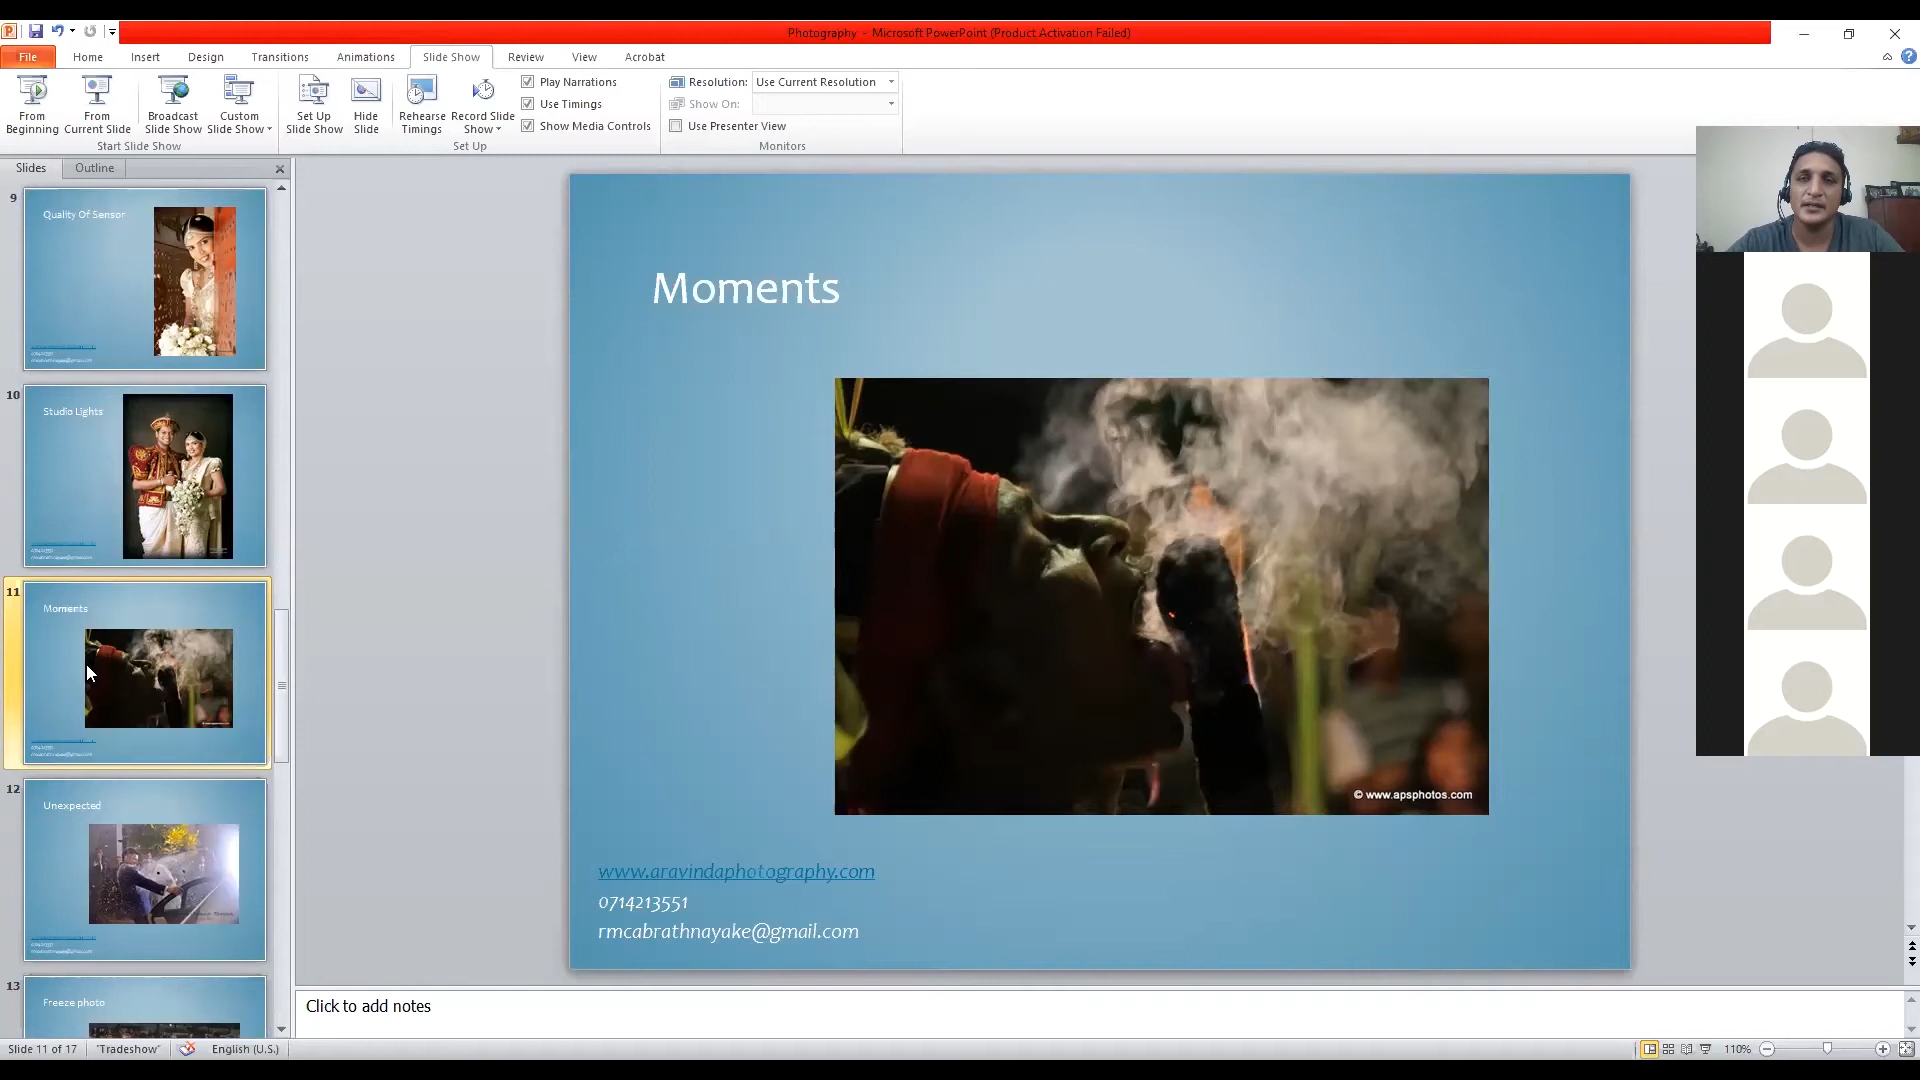 Photography - Microsoft PowerPoint (Product Activation Failed)
File Home Insert Design Transitions Animations Slide Show Review View Acrobat
From Beginning
From Current Slide
Broadcast Slide Show
Custom Slide Show
Start Slide Show
Set Up Slide Show
Hide Slide
Rehearse Timings
Record Slide Show
Play Narrations
Use Timings
Show Media Controls
Set Up
Resolution: Use Current Resolution
Show On:
Use Presenter View
Monitors
Slides Outline
9
Quality Of Sensor
10
Studio Lights
11
Moments
12
Unexpected
13
Freeze photo
Moments
© www.apsphotos.com
www.aravindaphotography.com
0714213551
rmcabrathnayake@gmail.com
Click to add notes
Slide 11 of 17 "Tradeshow" English (U.S.) 110%